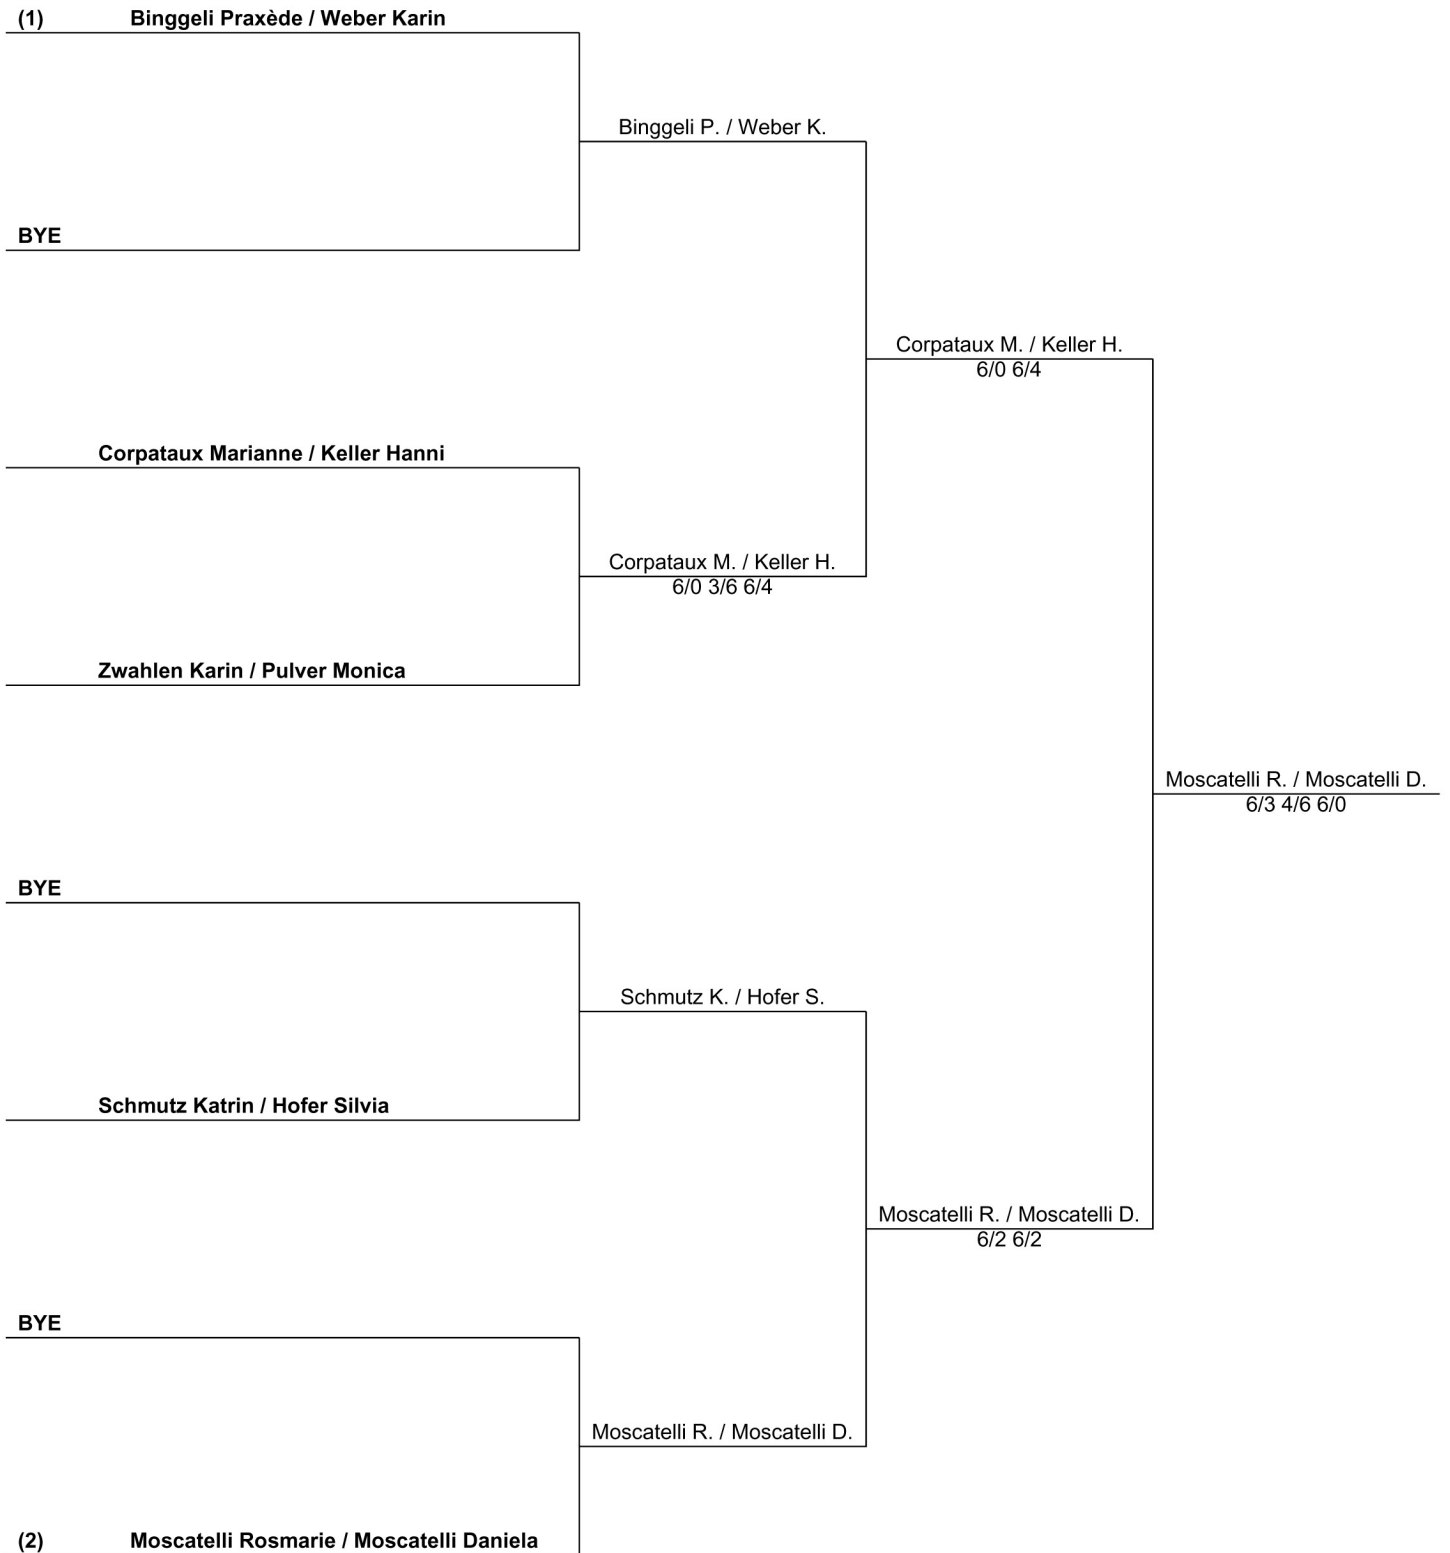 (1) Binggeli Praxède / Weber Karin
Binggeli P. / Weber K.
BYE
Corpataux M. / Keller H.
6/0 6/4
Corpataux Marianne / Keller Hanni
Corpataux M. / Keller H.
6/0 3/6 6/4
Zwahlen Karin / Pulver Monica
Moscatelli R. / Moscatelli D.
6/3 4/6 6/0
BYE
Schmutz K. / Hofer S.
Schmutz Katrin / Hofer Silvia
Moscatelli R. / Moscatelli D.
6/2 6/2
BYE
Moscatelli R. / Moscatelli D.
(2) Moscatelli Rosmarie / Moscatelli Daniela